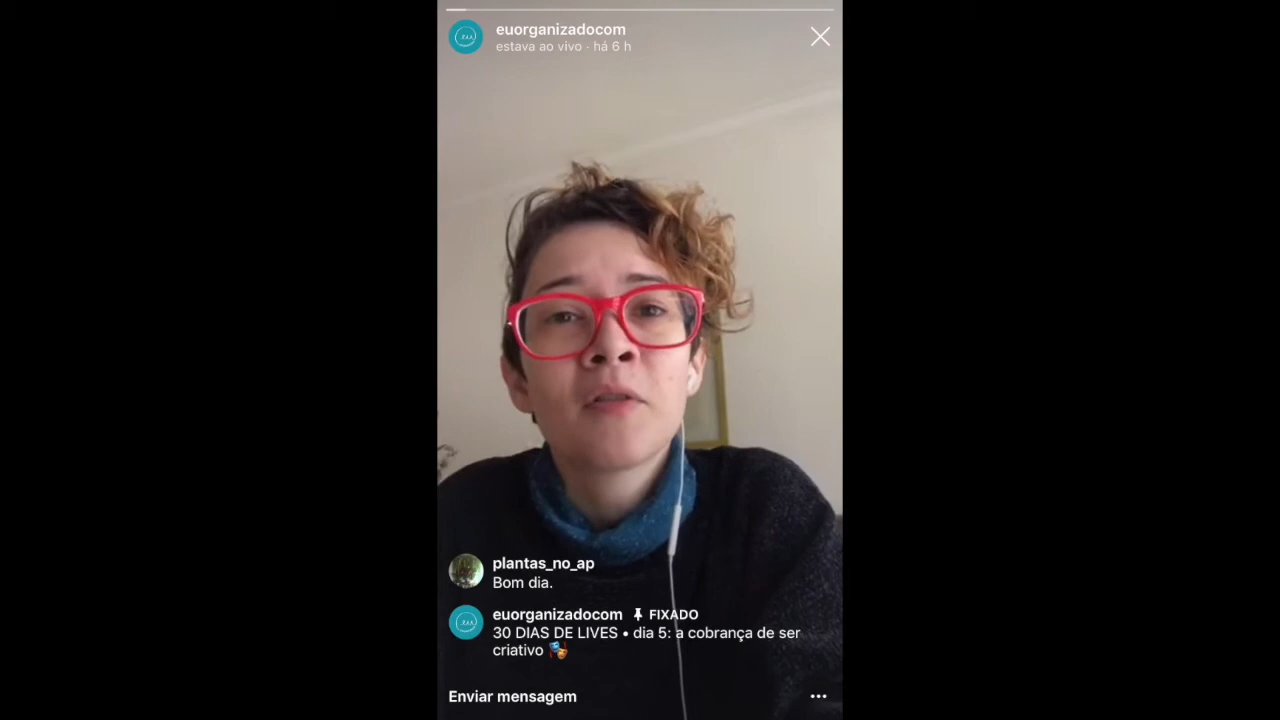 euorganizadocom
estava ao vivo · há 6 h
plantas_no_ap
Bom dia.
euorganizadocom FIXADO
30 DIAS DE LIVES • dia 5: a cobrança de ser
criativo 🎭
Enviar mensagem